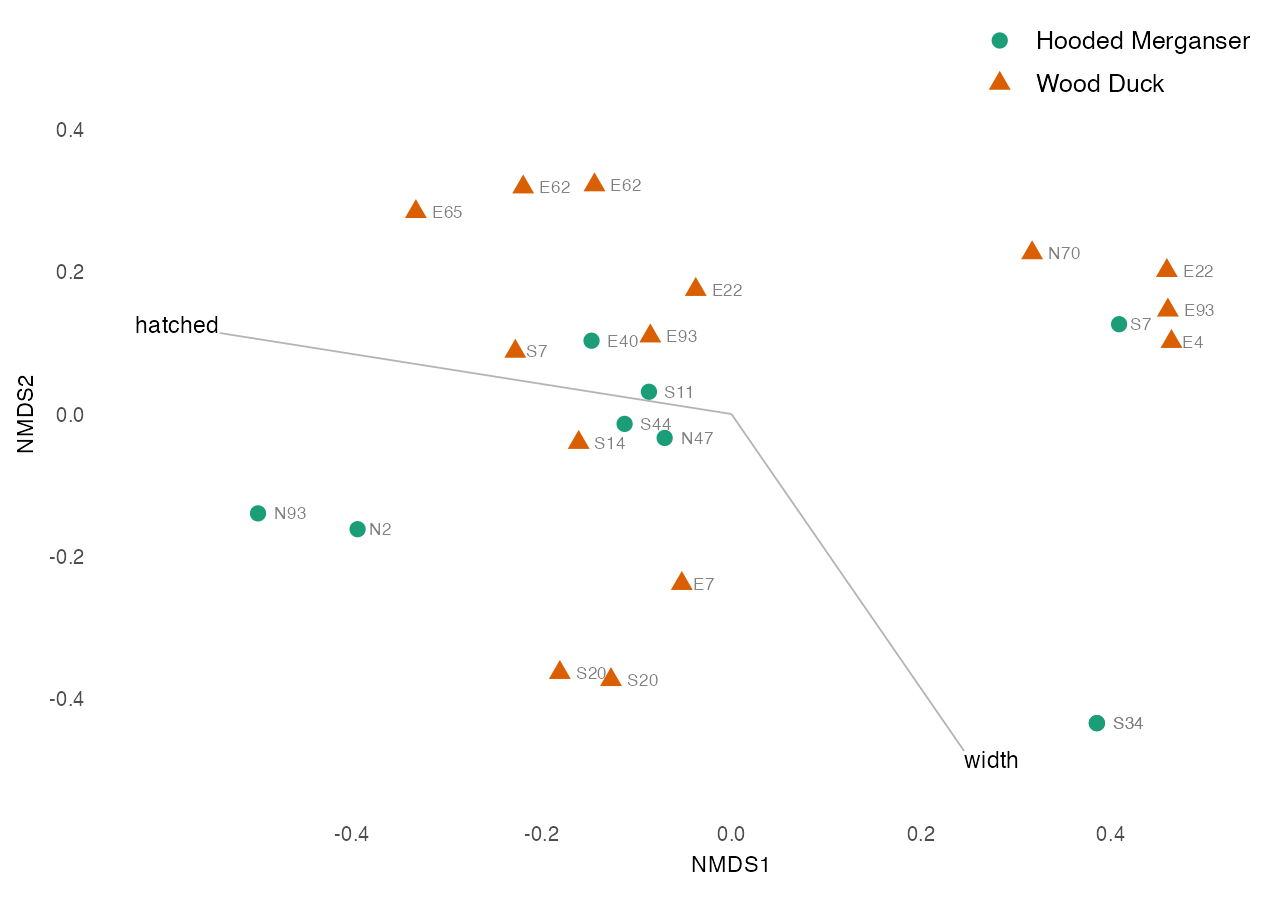 Hooded Merganser
Wood Duck
0.4
E62
E62
E65
N70
0.2
E22
E22
E93
hatched
S7
E93
E40
E4
S7
S11
0.0
S44
N47
S14
NMDS2
N93
N2
-0.2
E7
S20
S20
-0.4
S34
width
-0.4
-0.2
0.0
0.2
0.4
NMDS1